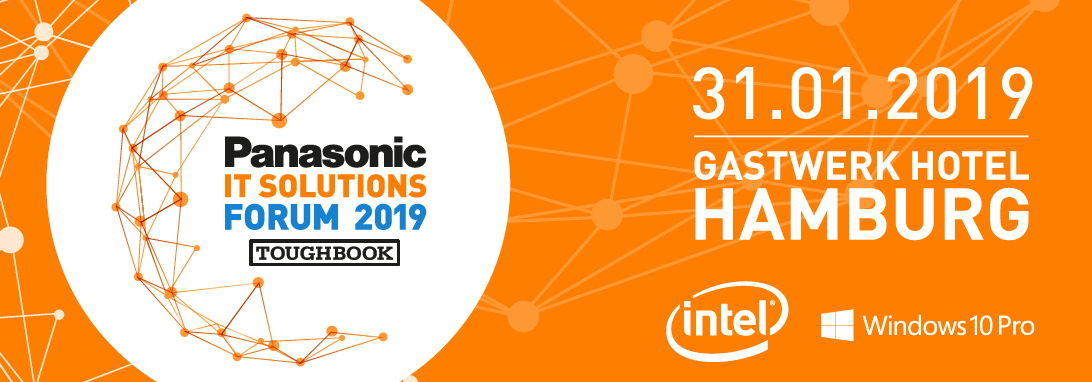 Panasonic
IT SOLUTIONS
FORUM 2019
TOUGHBOOK
31.01.2019
GASTWERK HOTEL
HAMBURG
intel®
Windows 10 Pro